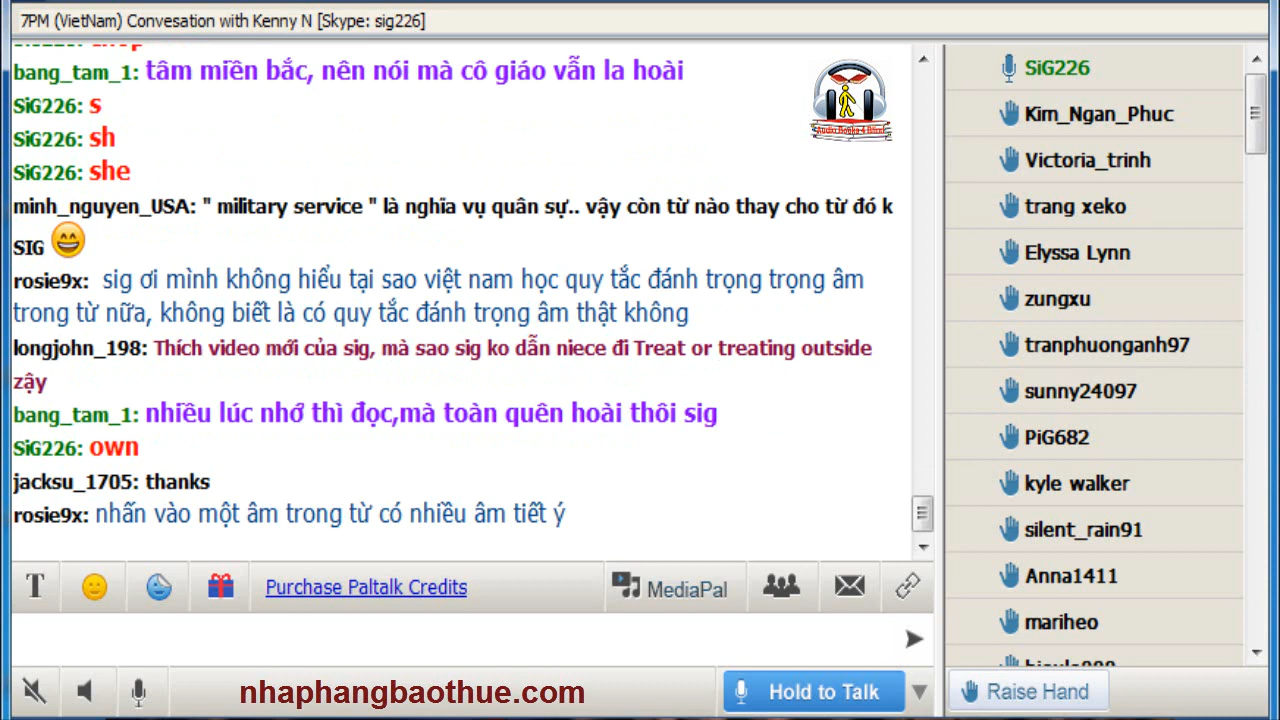 7PM (VietNam) Convesation with Kenny N [Skype: sig226]
bang_tam_1: tâm miền bắc, nên nói mà cô giáo vẫn la hoài
SiG226: s
SiG226: sh
SiG226: she
minh_nguyen_USA: " military service " là nghĩa vụ quân sự.. vậy còn từ nào thay cho từ đó k
SIG
rosie9x: sig ơi mình không hiểu tại sao việt nam học quy tắc đánh trọng trọng âm
trong từ nữa, không biết là có quy tắc đánh trọng âm thật không
longjohn_198: Thích video mới của sig, mà sao sig ko dẫn niece đi Treat or treating outside
zậy
bang_tam_1: nhiều lúc nhớ thì đọc,mà toàn quên hoài thôi sig
SiG226: own
jacksu_1705: thanks
rosie9x: nhấn vào một âm trong từ có nhiều âm tiết ý
Audio Books 4 Blind
T
Purchase Paltalk Credits
MediaPal
nhaphangbaothue.com
Hold to Talk
SiG226
Kim_Ngan_Phuc
Victoria_trinh
trang xeko
Elyssa Lynn
zungxu
tranphuonganh97
sunny24097
PiG682
kyle walker
silent_rain91
Anna1411
mariheo
Raise Hand